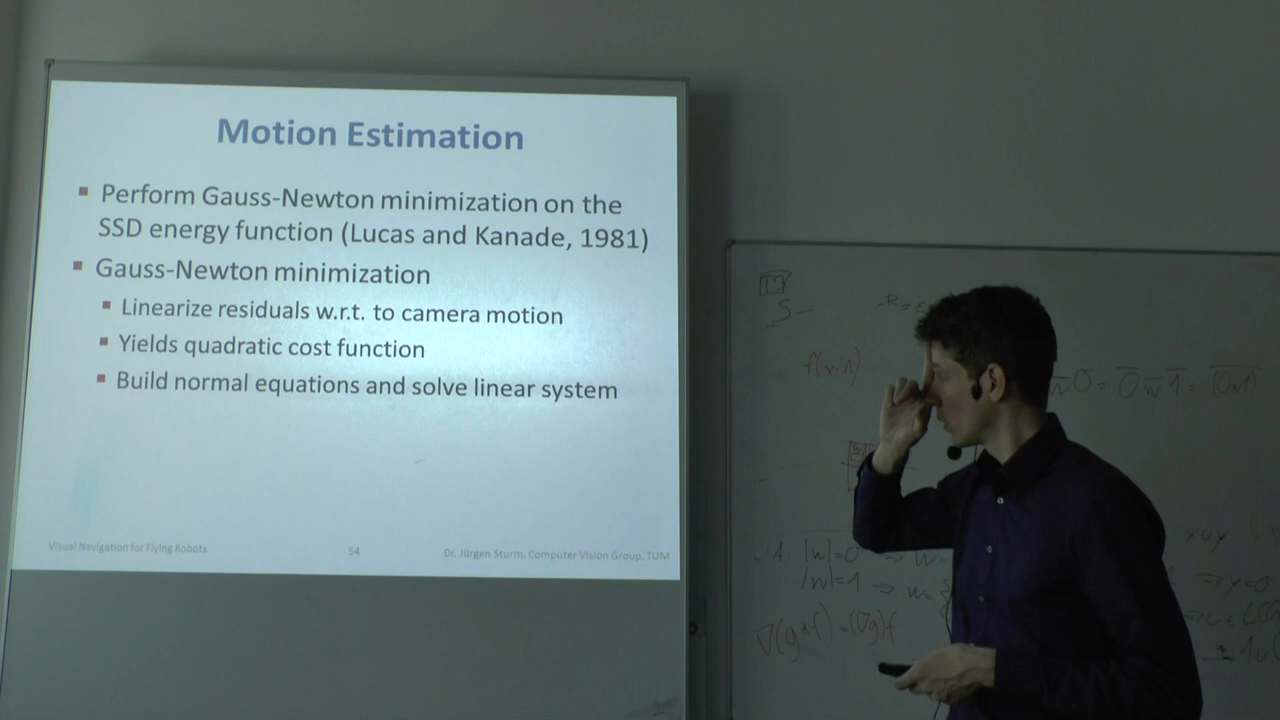 Motion Estimation
▪ Perform Gauss-Newton minimization on the
SSD energy function (Lucas and Kanade, 1981)
▪ Gauss-Newton minimization
▪ Linearize residuals w.r.t. to camera motion
▪ Yields quadratic cost function
▪ Build normal equations and solve linear system
Visual Navigation for Flying Robots
54
Dr. Jürgen Sturm, Computer Vision Group, TUM
f(x-1)
|w|=0 ⇒ w=
|w|=1 ⇒ w=
∇(g*f)=(∇g)f